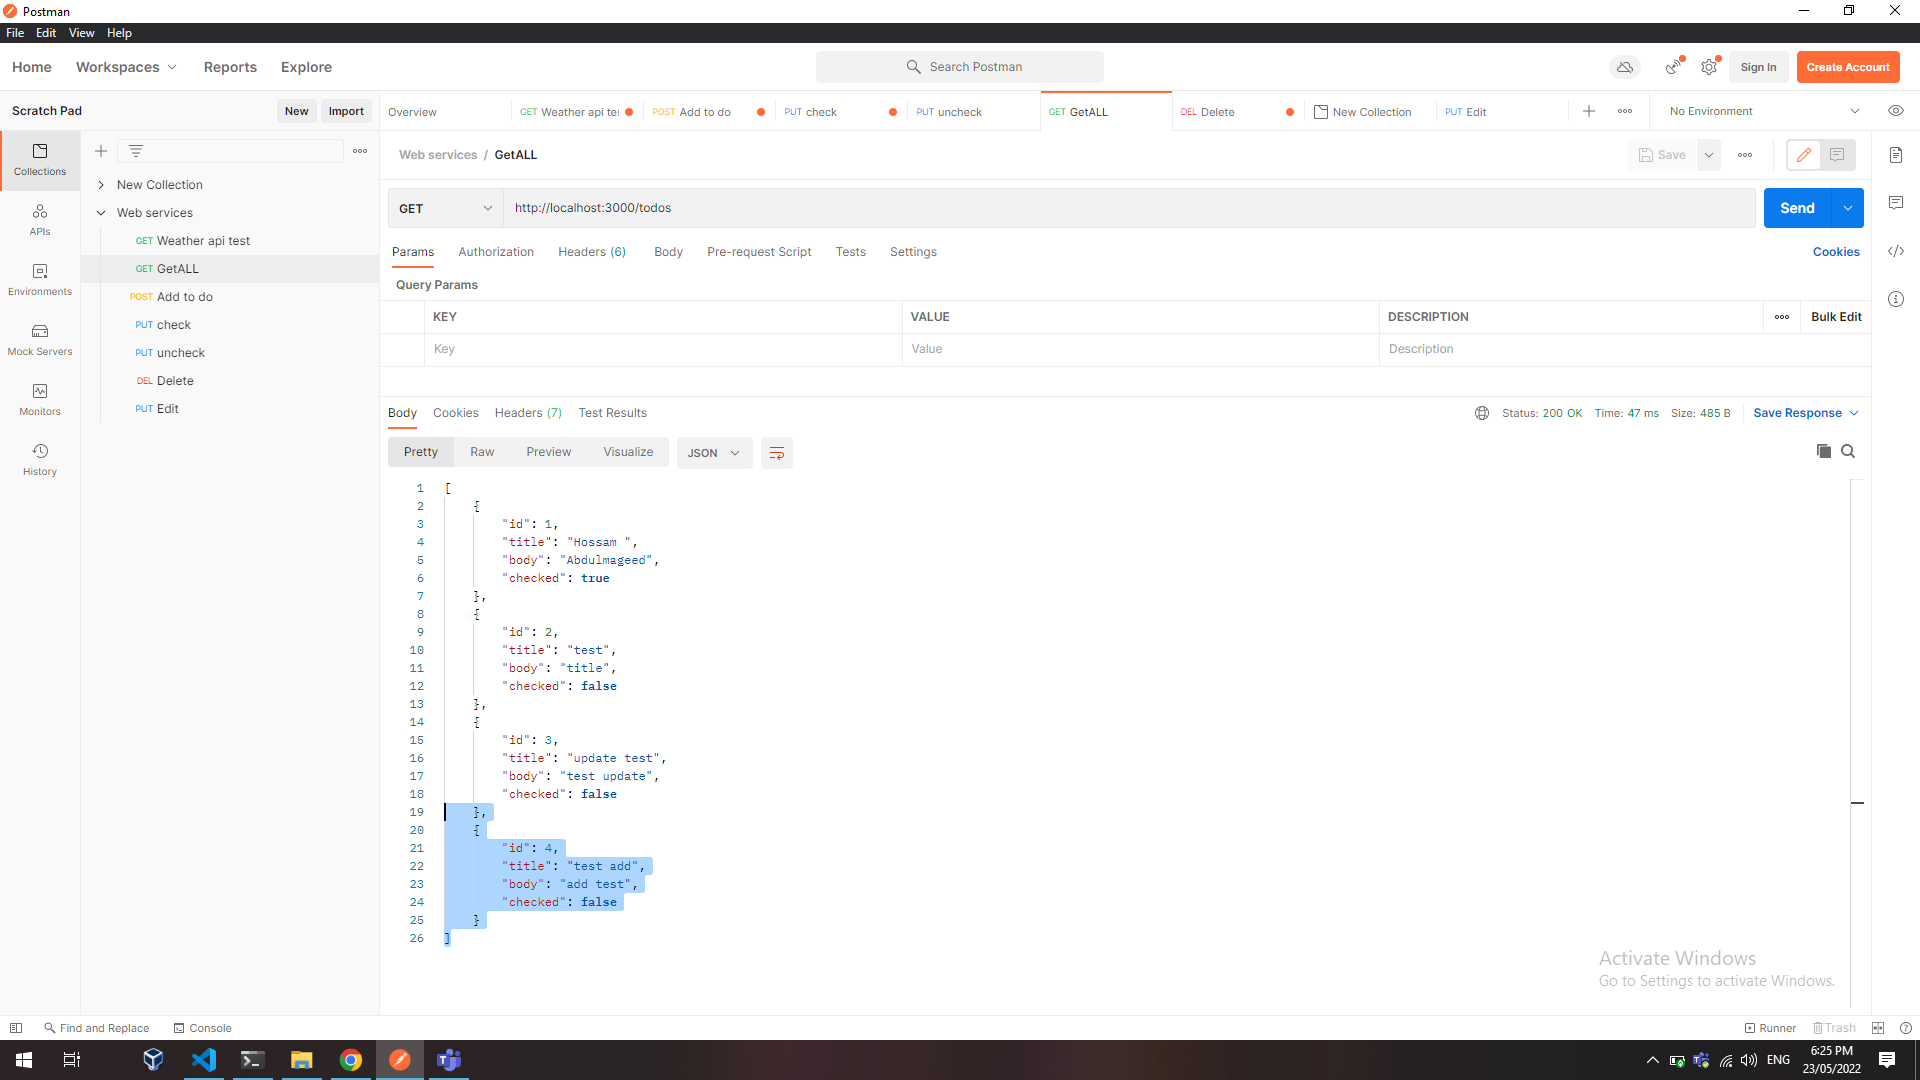 Postman
File Edit View Help
Home Workspaces Reports Explore Search Postman Sign In Create Account
Scratch Pad New Import Overview GET Weather api tes POST Add to do PUT check PUT uncheck GET GetALL DEL Delete New Collection PUT Edit No Environment
Collections
APIs
Environments
Mock Servers
Monitors
History
New Collection
Web services
GET Weather api test
GET GetALL
POST Add to do
PUT check
PUT uncheck
DEL Delete
PUT Edit
Web services / GetALL Save
GET http://localhost:3000/todos Send
Params Authorization Headers (6) Body Pre-request Script Tests Settings Cookies
Query Params
KEY VALUE DESCRIPTION Bulk Edit
Key Value Description
Body Cookies Headers (7) Test Results Status: 200 OK Time: 47 ms Size: 485 B Save Response
Pretty Raw Preview Visualize JSON
1 [
2 {
3 "id": 1,
4 "title": "Hossam ",
5 "body": "Abdulmageed",
6 "checked": true
7 },
8 {
9 "id": 2,
10 "title": "test",
11 "body": "title",
12 "checked": false
13 },
14 {
15 "id": 3,
16 "title": "update test",
17 "body": "test update",
18 "checked": false
19 },
20 {
21 "id": 4,
22 "title": "test add",
23 "body": "add test",
24 "checked": false
25 }
26 ]
Activate Windows
Go to Settings to activate Windows.
Find and Replace Console Runner Trash
ENG 6:25 PM
23/05/2022